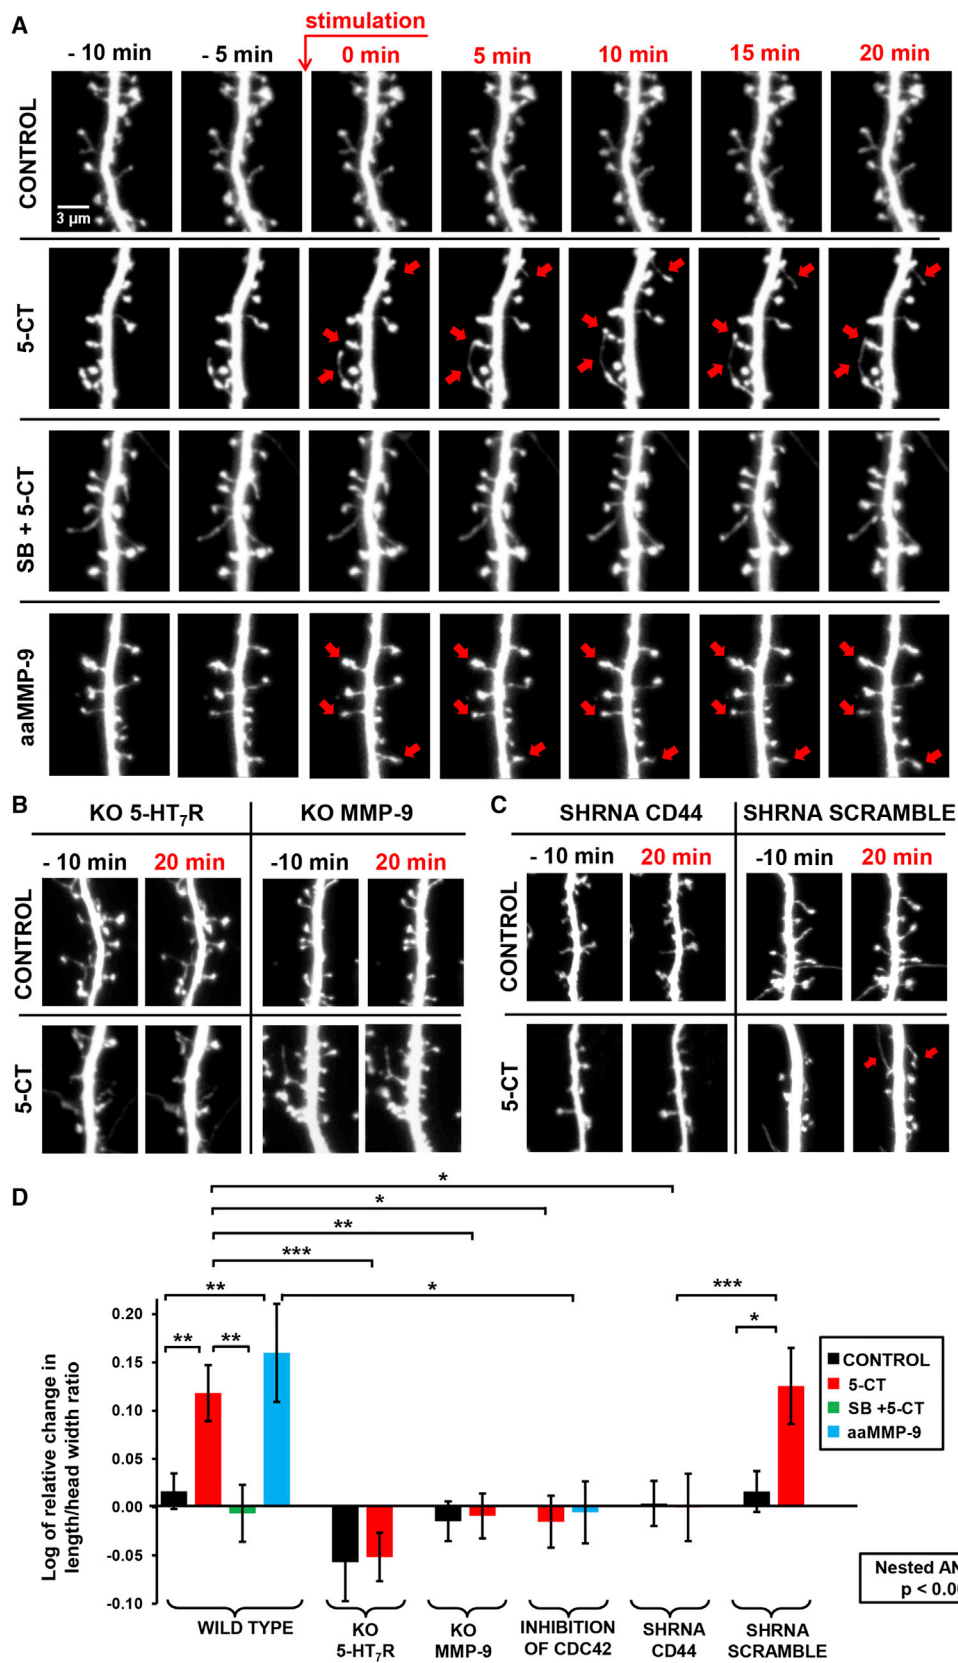 A
stimulation
- 10 min - 5 min 0 min 5 min 10 min 15 min 20 min
CONTROL
3 µm
5-CT
SB + 5-CT
aaMMP-9
B
KO 5-HT7R KO MMP-9
- 10 min 20 min -10 min 20 min
CONTROL
5-CT
C
SHRNA CD44 SHRNA SCRAMBLE
- 10 min 20 min -10 min 20 min
CONTROL
5-CT
D
*
*
**
***
** * ***
** ** *
Log of relative change in
length/head width ratio
0.20
0.15
0.10
0.05
0.00
-0.05
-0.10
CONTROL
5-CT
SB +5-CT
aaMMP-9
Nested AN
p < 0.00
WILD TYPE
KO
5-HT7R
KO
MMP-9
INHIBITION
OF CDC42
SHRNA
CD44
SHRNA
SCRAMBLE